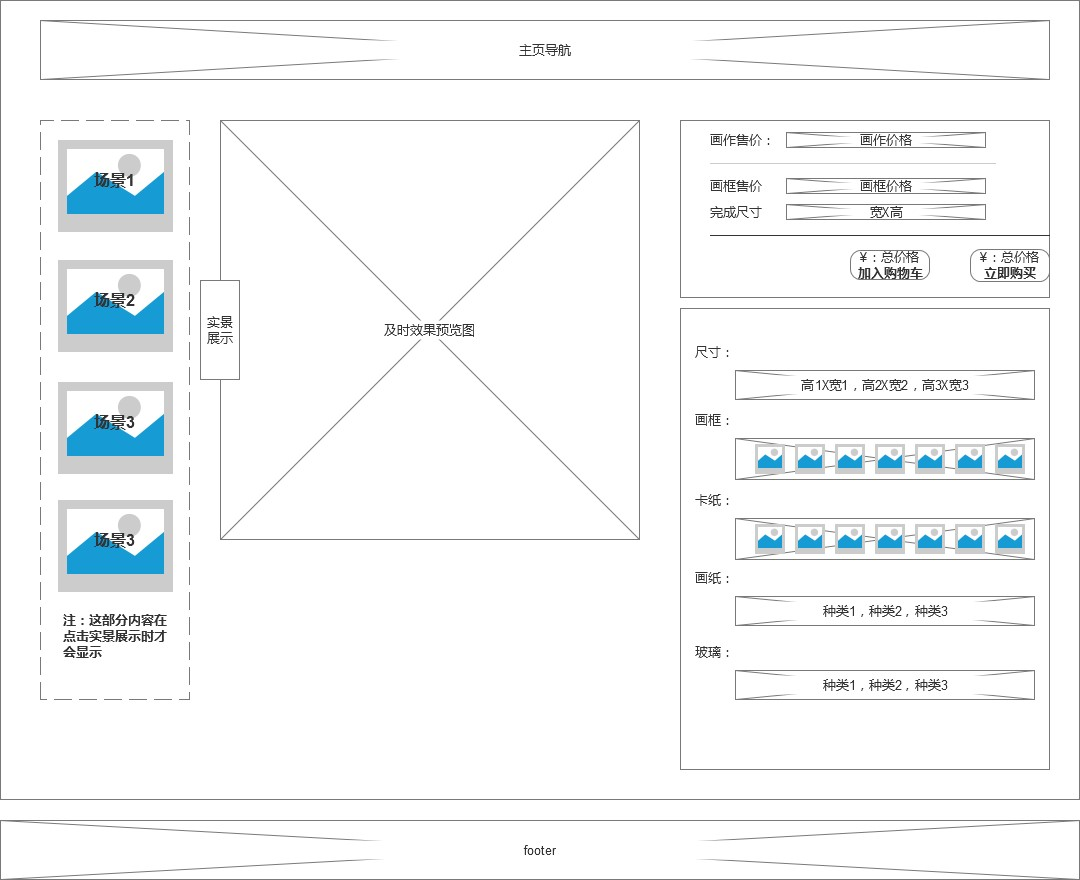 主页导航
场景1
场景2
场景3
场景3
注：这部分内容在
点击实景展示时才
会显示
实景
展示
及时效果预览图
画作售价：
画作价格
画框售价
画框价格
完成尺寸
宽X高
¥：总价格
加入购物车
¥：总价格
立即购买
尺寸：
高1X宽1，高2X宽2，高3X宽3
画框：
卡纸：
画纸：
种类1，种类2，种类3
玻璃：
种类1，种类2，种类3
footer